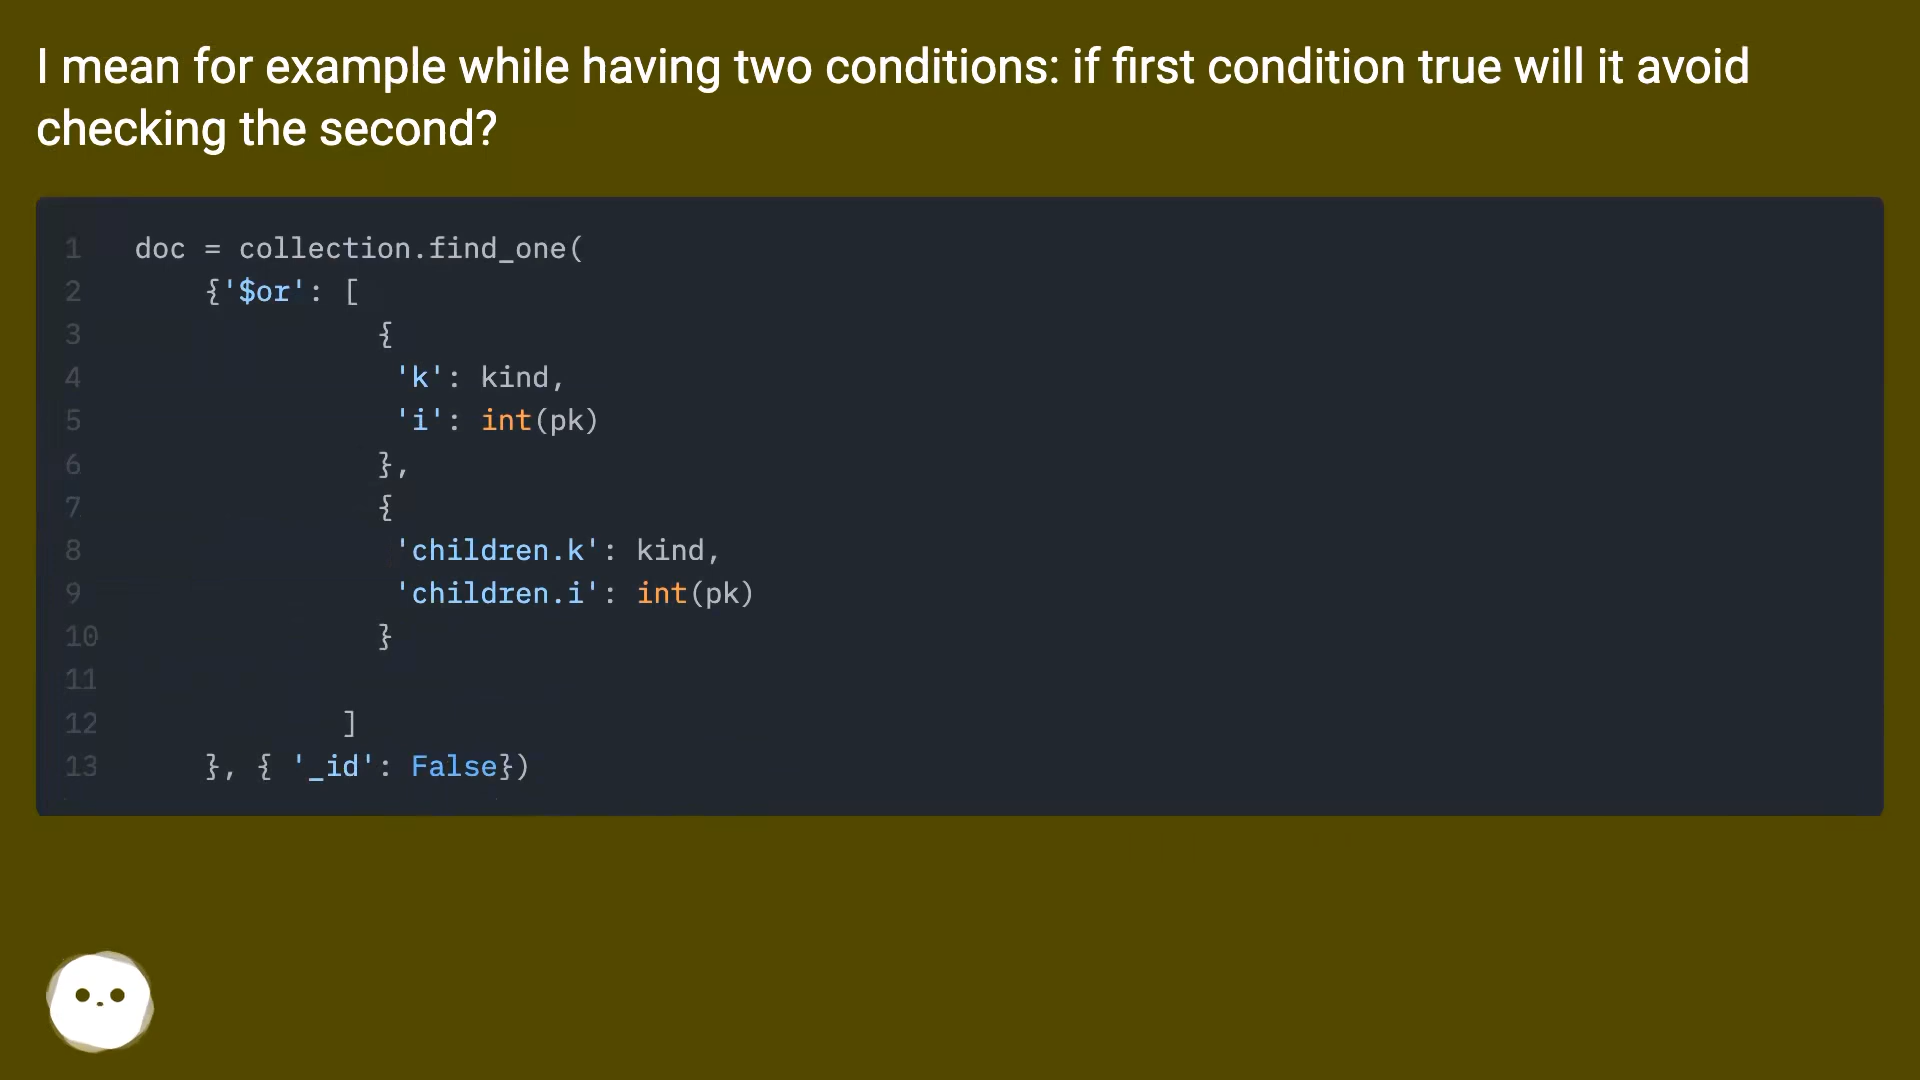 I mean for example while having two conditions: if first condition true will it avoid
checking the second?
1 doc = collection.find_one(
2 {'$or': [
3 {
4 'k': kind,
5 'i': int(pk)
6 },
7 {
8 'children.k': kind,
9 'children.i': int(pk)
10 }
11
12 ]
13 }, { '_id': False})